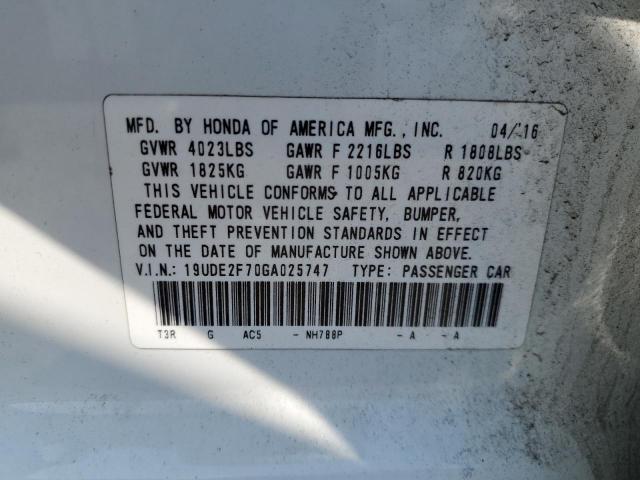 MFD. BY HONDA OF AMERICA MFG., INC. 04/16
GVWR 4023LBS GAWR F 2216LBS R 1808LBS
GVWR 1825KG GAWR F 1005KG R 820KG
THIS VEHICLE CONFORMS TO ALL APPLICABLE
FEDERAL MOTOR VEHICLE SAFETY, BUMPER,
AND THEFT PREVENTION STANDARDS IN EFFECT
ON THE DATE OF MANUFACTURE SHOWN ABOVE.
V.I.N.: 19UDE2F70GA025747 TYPE: PASSENGER CAR
T3R G AC5 - NH788P - A - A